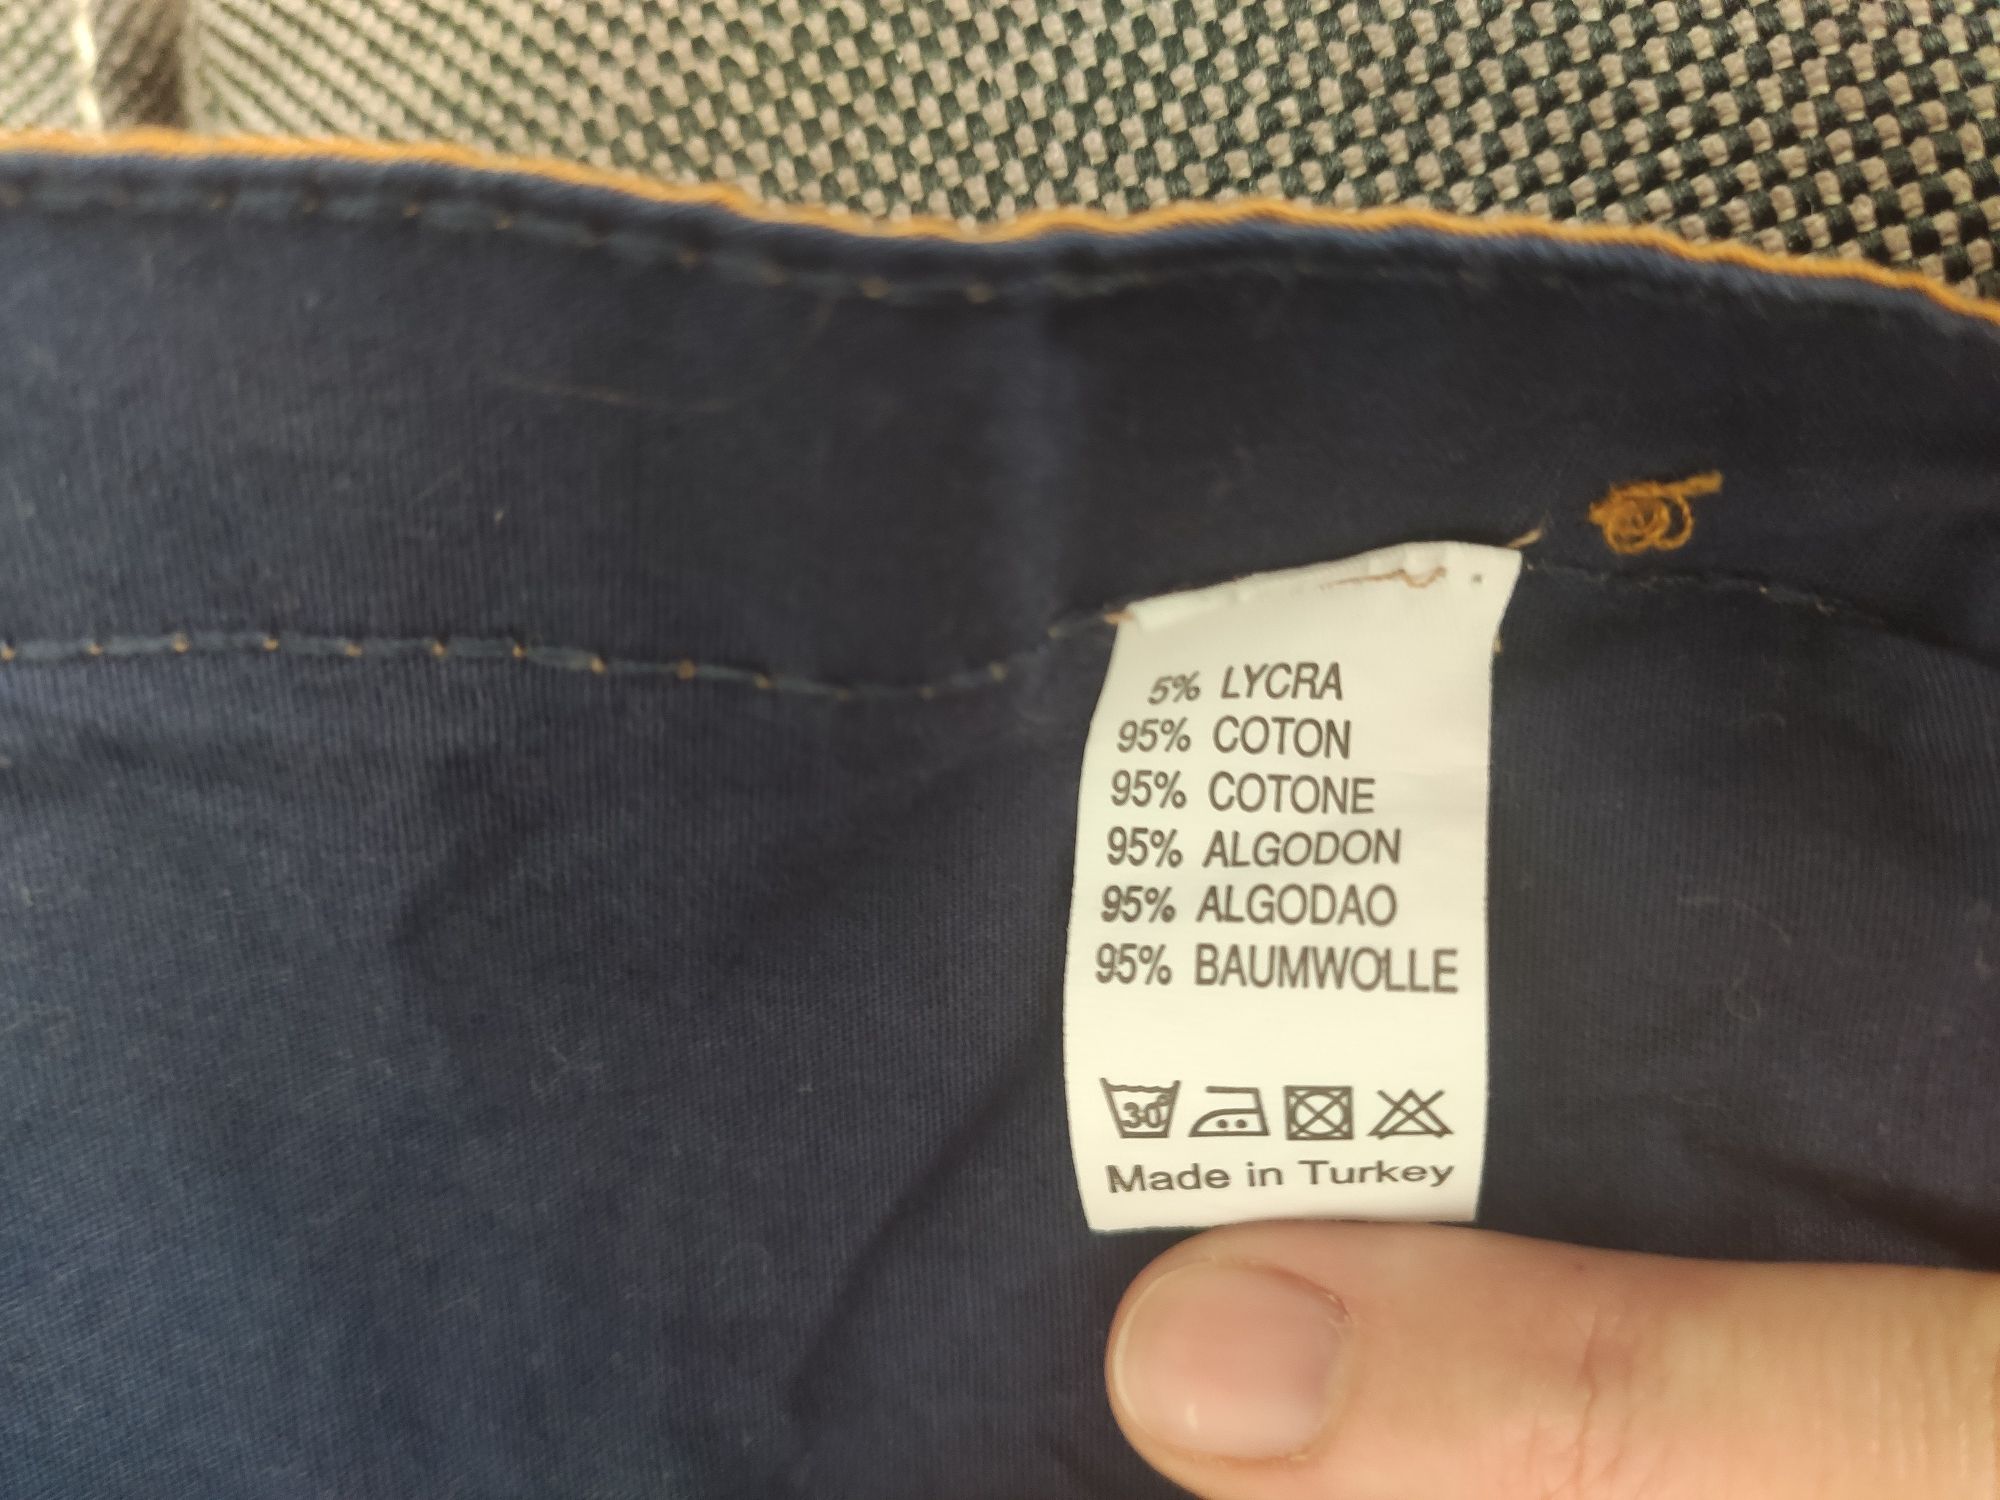 5% LYCRA
95% COTON
95% COTONE
95% ALGODON
95% ALGODAO
95% BAUMWOLLE
30°
Made in Turkey